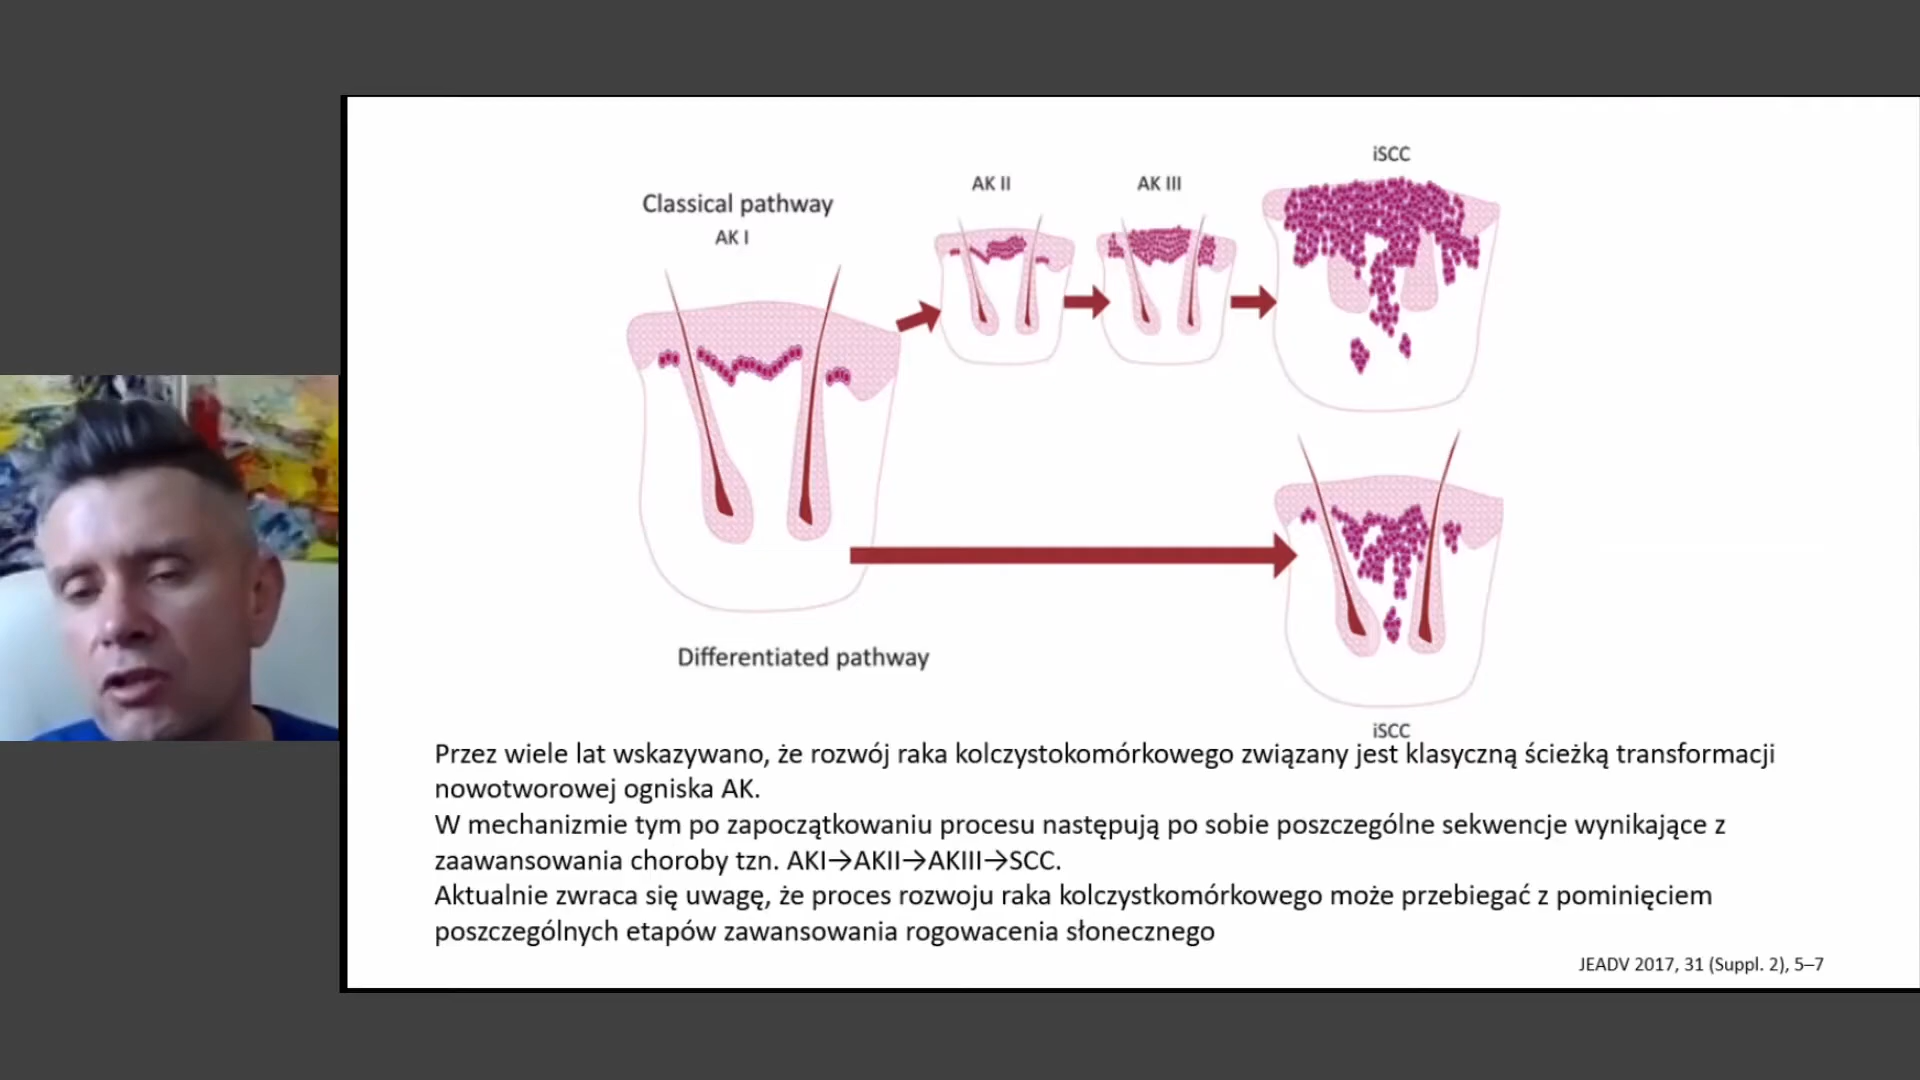 iSCC
AK II
AK III
Classical pathway
AK I
Differentiated pathway
iSCC
Przez wiele lat wskazywano, że rozwój raka kolczystokomórkowego związany jest klasyczną ścieżką transformacji
nowotworowej ogniska AK.
W mechanizmie tym po zapoczątkowaniu procesu następują po sobie poszczególne sekwencje wynikające z
zaawansowania choroby tzn. AKI→AKII→AKIII→SCC.
Aktualnie zwraca się uwagę, że proces rozwoju raka kolczystkomórkowego może przebiegać z pominięciem
poszczególnych etapów zawansowania rogowacenia słonecznego
JEADV 2017, 31 (Suppl. 2), 5–7